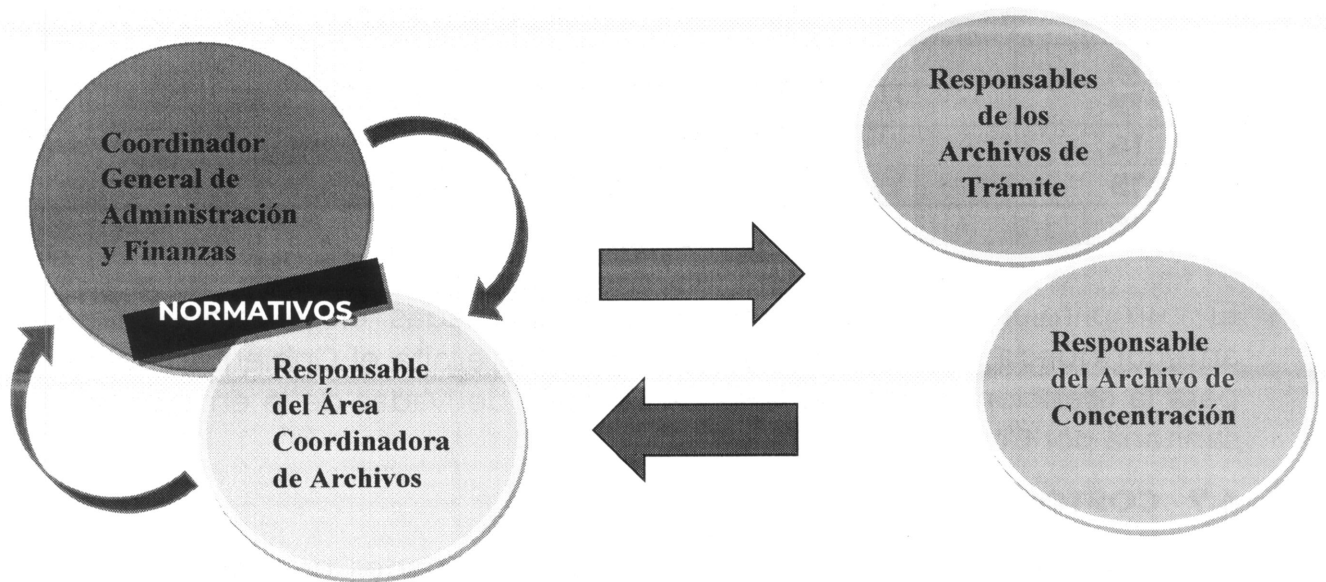 Coordinador
General de
Administración
y Finanzas
NORMATIVOS
Responsable
del Área
Coordinadora
de Archivos
Responsables
de los
Archivos de
Trámite
Responsable
del Archivo de
Concentración